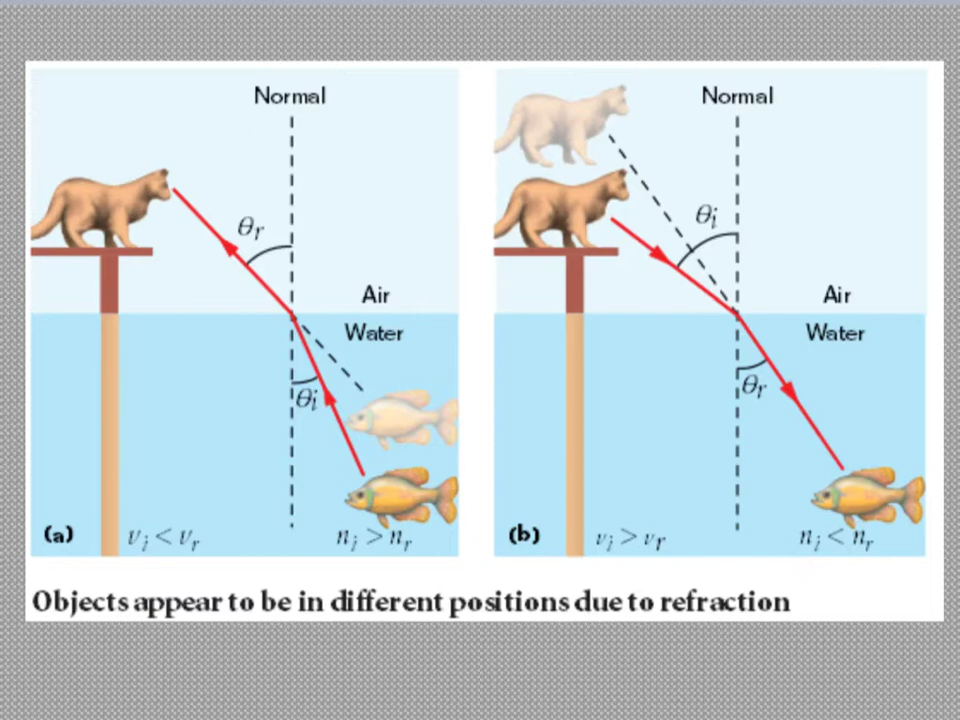 Normal
θr
Air
Water
θi
(a)
vi < vr
ni > nr
Normal
θi
Air
Water
θr
(b)
vi > vr
ni < nr
Objects appear to be in different positions due to refraction